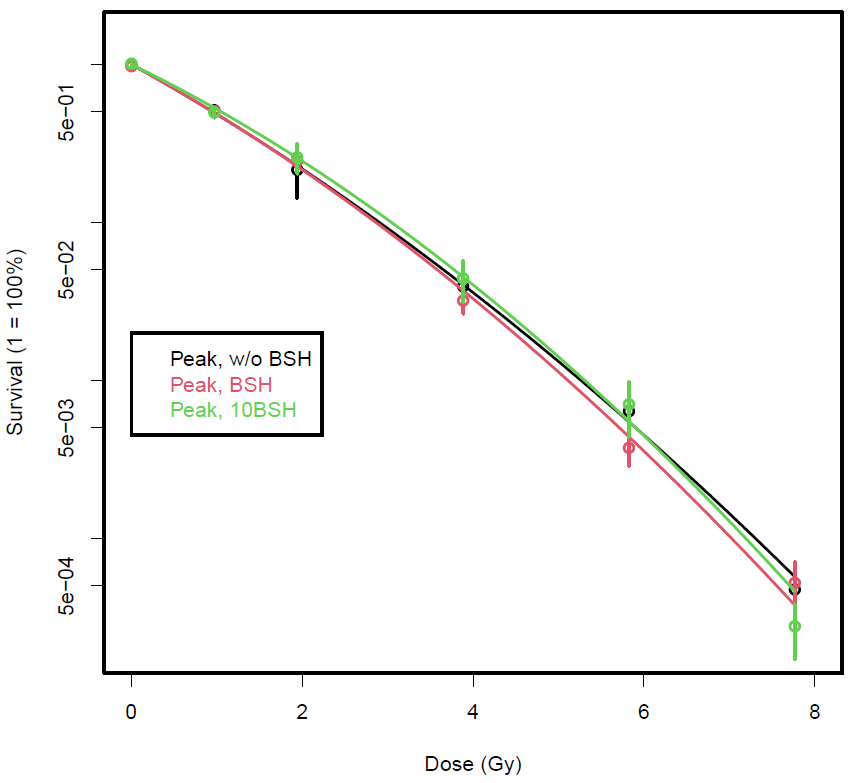 Survival (1 = 100%)
5e−01
5e−02
5e−03
5e−04
Peak, w/o BSH
Peak, BSH
Peak, 10BSH
0 2 4 6 8
Dose (Gy)